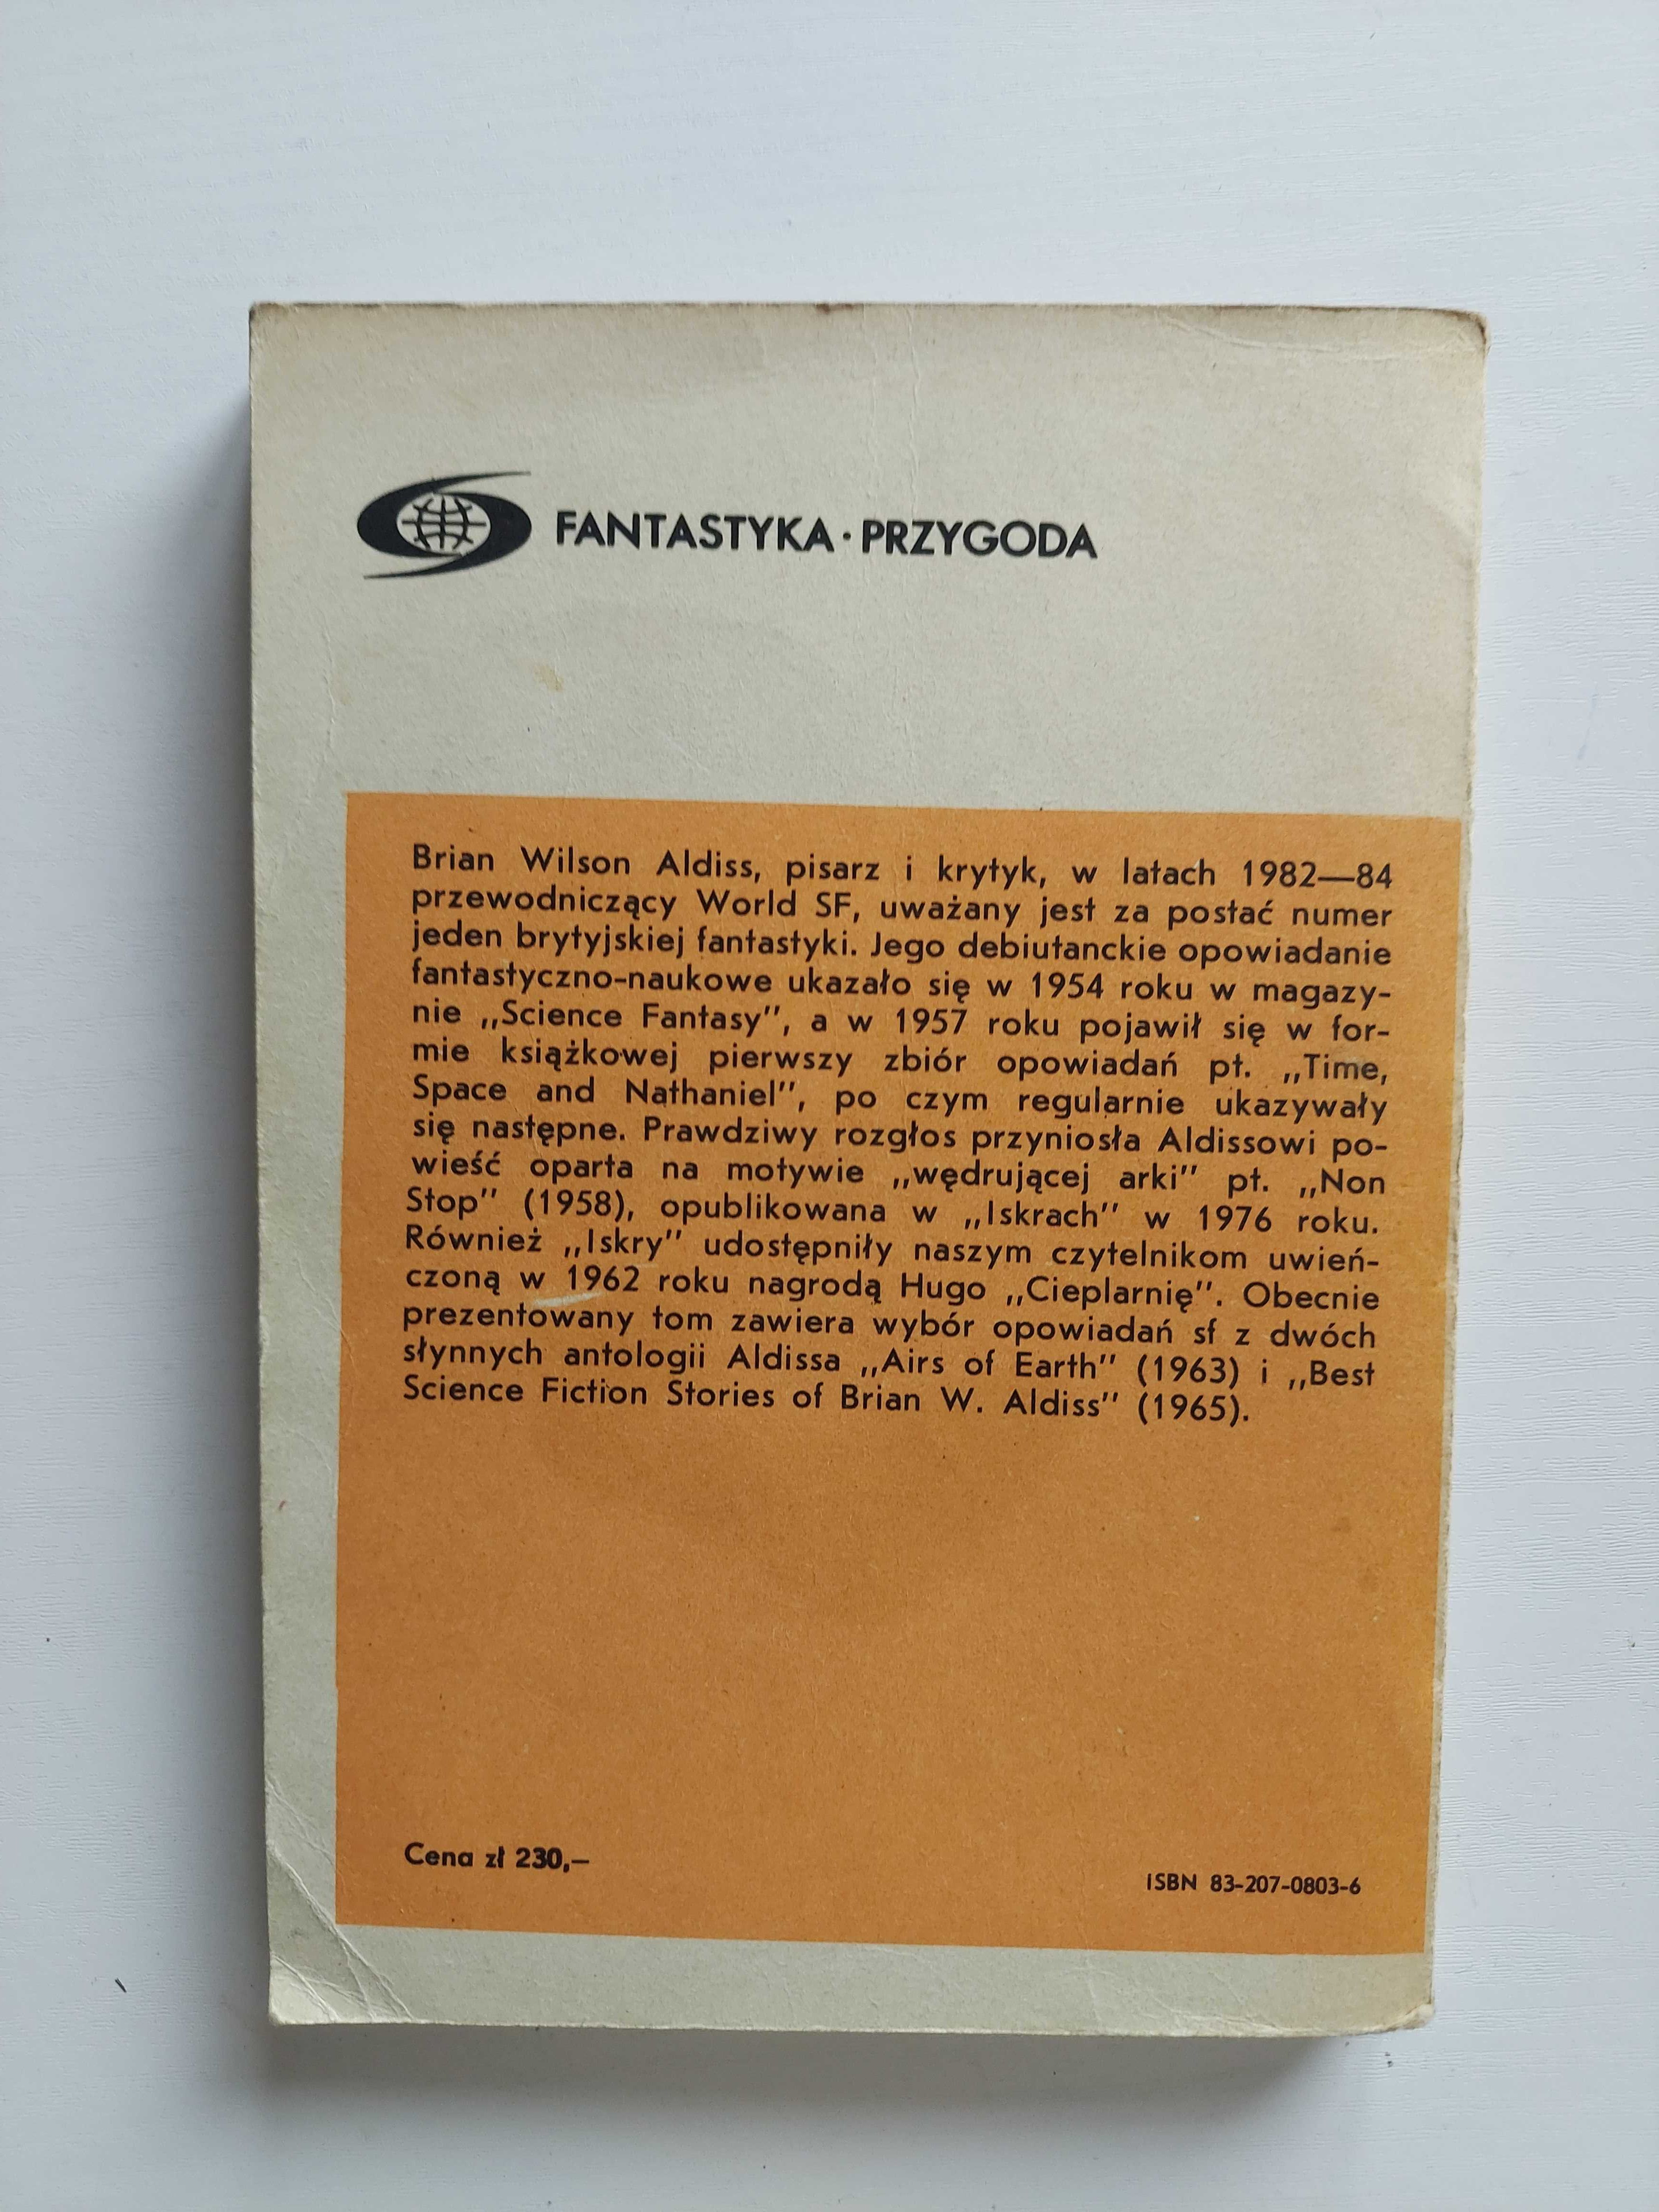 FANTASTYKA · PRZYGODA
Brian Wilson Aldiss, pisarz i krytyk, w latach 1982—84
przewodniczący World SF, uważany jest za postać numer
jeden brytyjskiej fantastyki. Jego debiutanckie opowiadanie
fantastyczno-naukowe ukazało się w 1954 roku w magazy-
nie ,,Science Fantasy'', a w 1957 roku pojawił się w for-
mie książkowej pierwszy zbiór opowiadań pt. ,,Time,
Space and Nathaniel'', po czym regularnie ukazywały
się następne. Prawdziwy rozgłos przyniosła Aldissowi po-
wieść oparta na motywie ,,wędrującej arki'' pt. ,,Non
Stop'' (1958), opublikowana w ,,Iskrach'' w 1976 roku.
Również ,,Iskry'' udostępniły naszym czytelnikom uwień-
czoną w 1962 roku nagrodą Hugo ,,Cieplarnię''. Obecnie
prezentowany tom zawiera wybór opowiadań sf z dwóch
słynnych antologii Aldissa ,,Airs of Earth'' (1963) i ,,Best
Science Fiction Stories of Brian W. Aldiss'' (1965).
Cena zł 230,—
ISBN 83-207-0803-6